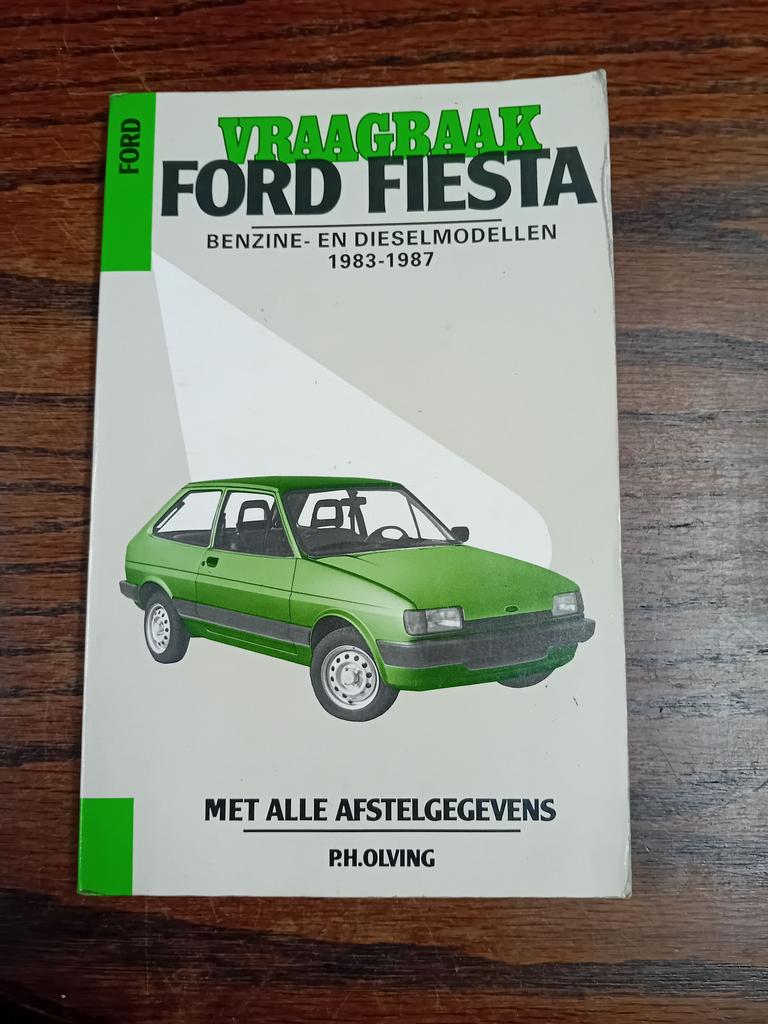 FORD
VRAAGBAAK
FORD FIESTA
BENZINE- EN DIESELMODELLEN
1983-1987
MET ALLE AFSTELGEGEVENS
P.H.OLVING